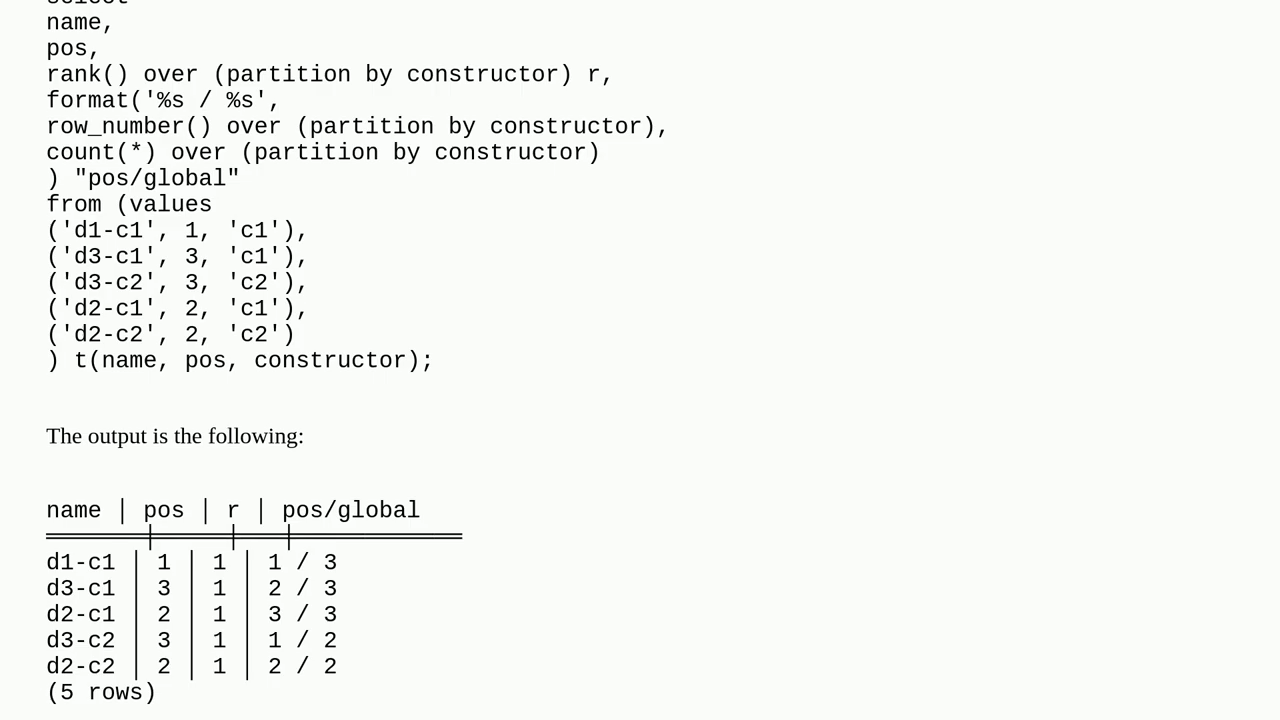 select
name,
pos,
rank() over (partition by constructor) r,
format('%s / %s',
row_number() over (partition by constructor),
count(*) over (partition by constructor)
) "pos/global"
from (values
('d1-c1', 1, 'c1'),
('d3-c1', 3, 'c1'),
('d3-c2', 3, 'c2'),
('d2-c1', 2, 'c1'),
('d2-c2', 2, 'c2')
) t(name, pos, constructor);
The output is the following:
name │ pos │ r │ pos/global
═══════╪═════╪═══╪════════════
d1-c1 │ 1 │ 1 │ 1 / 3
d3-c1 │ 3 │ 1 │ 2 / 3
d2-c1 │ 2 │ 1 │ 3 / 3
d3-c2 │ 3 │ 1 │ 1 / 2
d2-c2 │ 2 │ 1 │ 2 / 2
(5 rows)